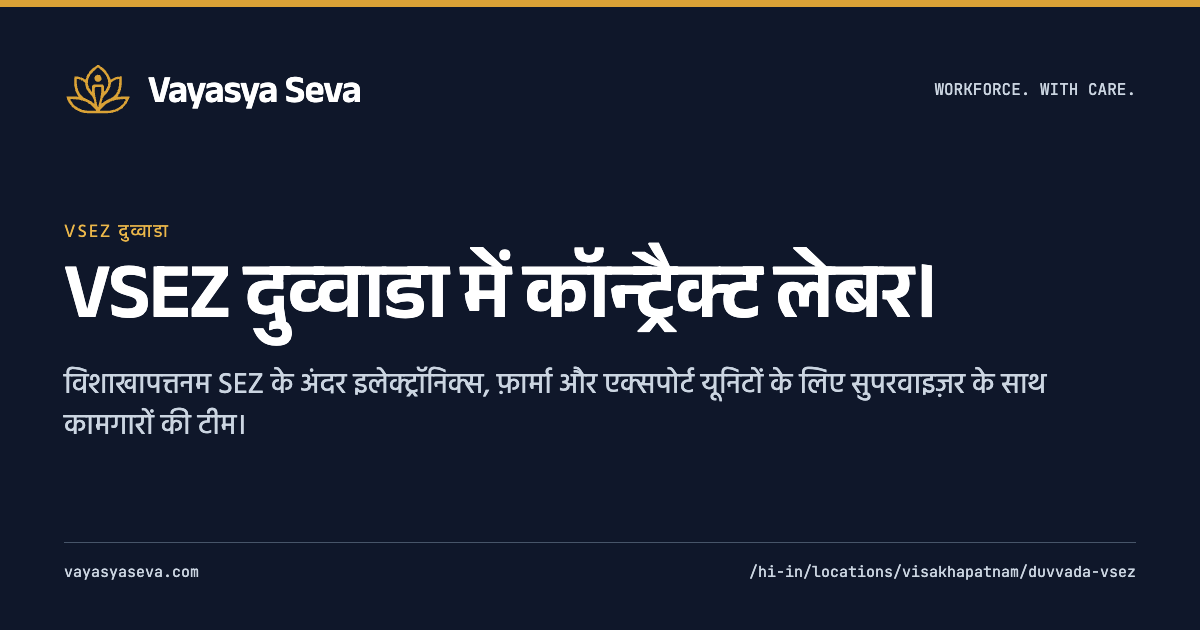 Vayasya Seva
WORKFORCE. WITH CARE.
VSEZ दुव्वाडा
VSEZ दुव्वाडा में कॉन्ट्रैक्ट लेबर।
विशाखापत्तनम SEZ के अंदर इलेक्ट्रॉनिक्स, फ़ार्मा और एक्सपोर्ट यूनिटों के लिए सुपरवाइज़र के साथ
कामगारों की टीम।
vayasyaseva.com
/hi-in/locations/visakhapatnam/duvvada-vsez